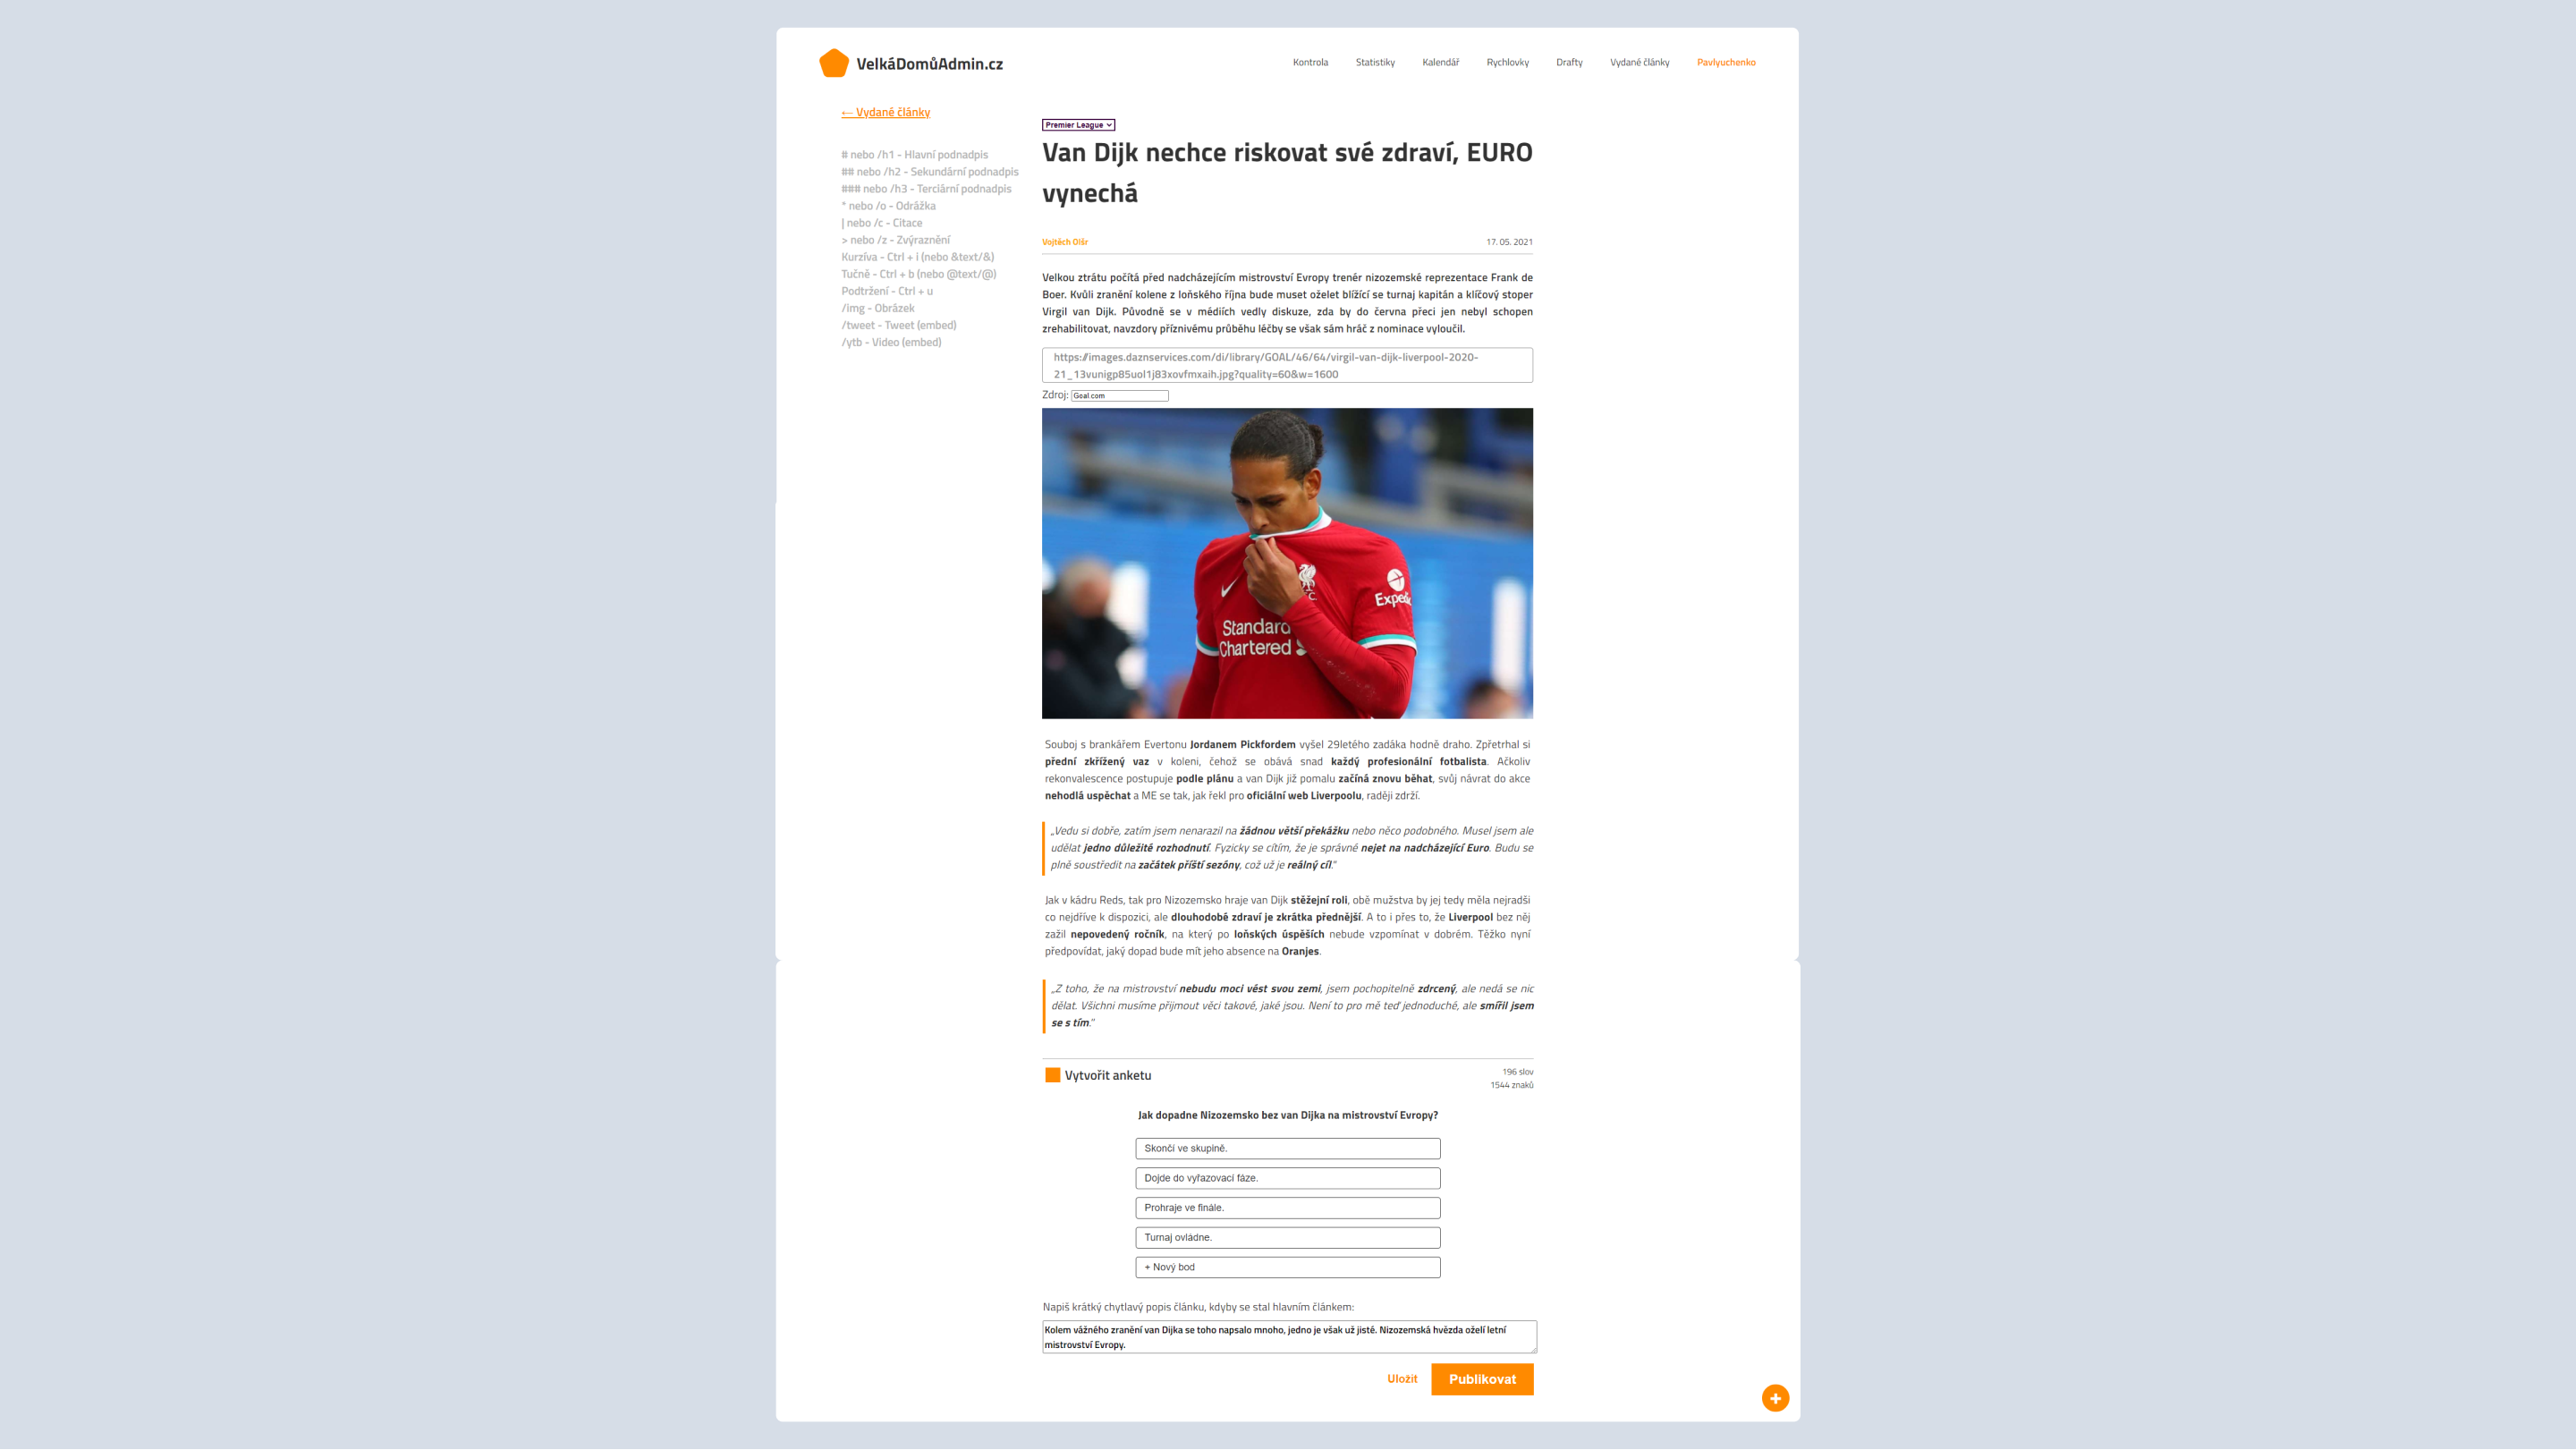 VelkáDomůAdmin.cz
Kontrola Statistiky Kalendář Rychlovky Drafty Vydané články Pavlyuchenko
← Vydané články
# nebo /h1 - Hlavní podnadpis
## nebo /h2 - Sekundární podnadpis
### nebo /h3 - Terciární podnadpis
* nebo /o - Odrážka
| nebo /c - Citace
> nebo /z - Zvýraznění
Kurzíva - Ctrl + i (nebo &text/&)
Tučně - Ctrl + b (nebo @text/@)
Podtržení - Ctrl + u
/img - Obrázek
/tweet - Tweet (embed)
/ytb - Video (embed)
Premier League
Van Dijk nechce riskovat své zdraví, EURO
vynechá
Vojtěch Olšr 17. 05. 2021
Velkou ztrátu počítá před nadcházejícím mistrovství Evropy trenér nizozemské reprezentace Frank de
Boer. Kvůli zranění kolene z loňského října bude muset oželet blížící se turnaj kapitán a klíčový stoper
Virgil van Dijk. Původně se v médiích vedly diskuze, zda by do června přeci jen nebyl schopen
zrehabilitovat, navzdory příznivému průběhu léčby se však sám hráč z nominace vyloučil.
https://images.daznservices.com/di/library/GOAL/46/64/virgil-van-dijk-liverpool-2020-
21_13vunigp85uol1j83xovfmxaih.jpg?quality=60&w=1600
Zdroj: Goal.com
Expedia
Standard
Chartered
Souboj s brankářem Evertonu Jordanem Pickfordem vyšel 29letého zadáka hodně draho. Zpřetrhal si
přední zkřížený vaz v koleni, čehož se obává snad každý profesionální fotbalista. Ačkoliv
rekonvalescence postupuje podle plánu a van Dijk již pomalu začíná znovu běhat, svůj návrat do akce
nehodlá uspěchat a ME se tak, jak řekl pro oficiální web Liverpoolu, raději zdrží.
„Vedu si dobře, zatím jsem nenarazil na žádnou větší překážku nebo něco podobného. Musel jsem ale
udělat jedno důležité rozhodnutí. Fyzicky se cítím, že je správné nejet na nadcházející Euro. Budu se
plně soustředit na začátek příští sezóny, což už je reálný cíl.“
Jak v kádru Reds, tak pro Nizozemsko hraje van Dijk stěžejní roli, obě mužstva by jej tedy měla nejradši
co nejdříve k dispozici, ale dlouhodobé zdraví je zkrátka přednější. A to i přes to, že Liverpool bez něj
zažil nepovedený ročník, na který po loňských úspěších nebude vzpomínat v dobrém. Těžko nyní
předpovídat, jaký dopad bude mít jeho absence na Oranjes.
„Z toho, že na mistrovství nebudu moci vést svou zemi, jsem pochopitelně zdrcený, ale nedá se nic
dělat. Všichni musíme přijmout věci takové, jaké jsou. Není to pro mě teď jednoduché, ale smířil jsem
se s tím.“
Vytvořit anketu
196 slov
1544 znaků
Jak dopadne Nizozemsko bez van Dijka na mistrovství Evropy?
Skončí ve skupině.
Dojde do vyřazovací fáze.
Prohraje ve finále.
Turnaj ovládne.
+ Nový bod
Napiš krátký chytlavý popis článku, kdyby se stal hlavním článkem:
Kolem vážného zranění van Dijka se toho napsalo mnoho, jedno je však už jisté. Nizozemská hvězda oželí letní
mistrovství Evropy.
Uložit Publikovat
+